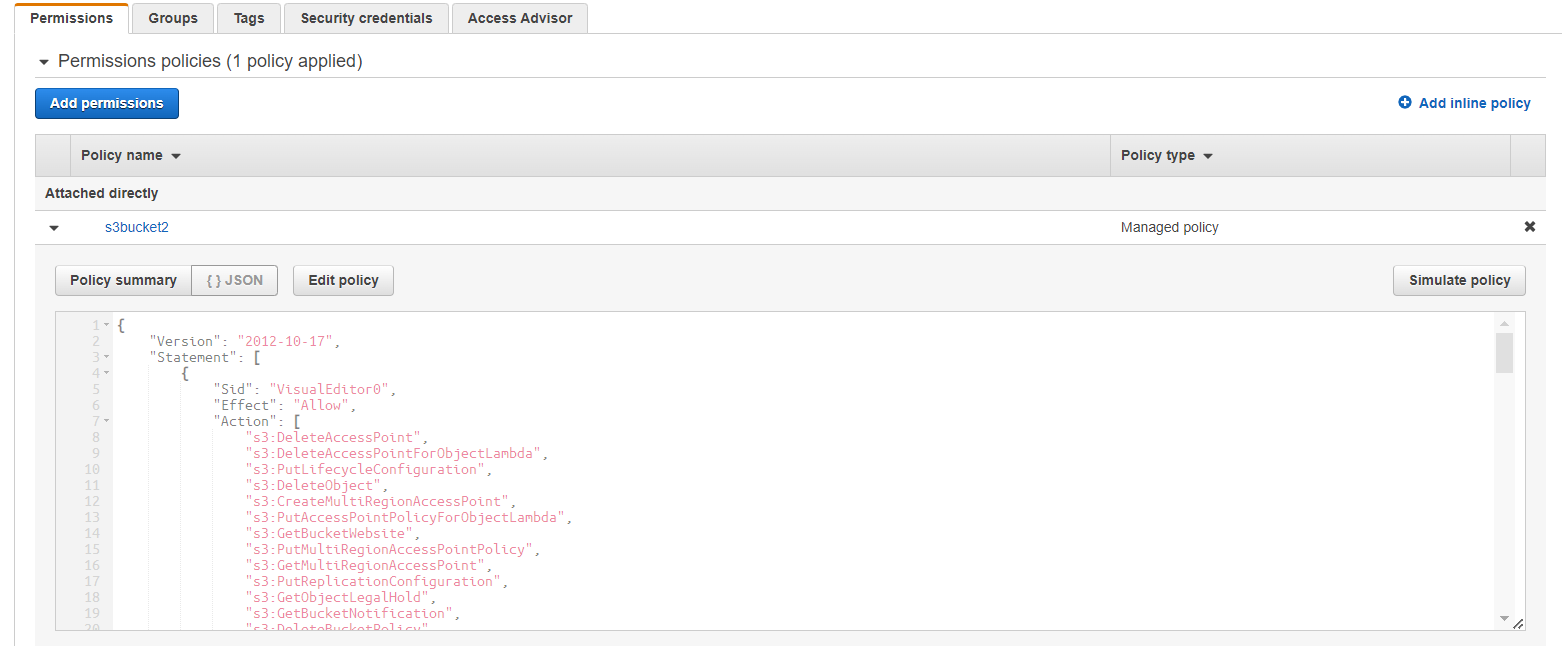 Permissions Groups Tags Security credentials Access Advisor
Permissions policies (1 policy applied)
Add permissions Add inline policy
Policy name Policy type
Attached directly
s3bucket2 Managed policy
Policy summary { } JSON Edit policy Simulate policy
1 {
2 "Version": "2012-10-17",
3 "Statement": [
4 {
5 "Sid": "VisualEditor0",
6 "Effect": "Allow",
7 "Action": [
8 "s3:DeleteAccessPoint",
9 "s3:DeleteAccessPointForObjectLambda",
10 "s3:PutLifecycleConfiguration",
11 "s3:DeleteObject",
12 "s3:CreateMultiRegionAccessPoint",
13 "s3:PutAccessPointPolicyForObjectLambda",
14 "s3:GetBucketWebsite",
15 "s3:PutMultiRegionAccessPointPolicy",
16 "s3:GetMultiRegionAccessPoint",
17 "s3:PutReplicationConfiguration",
18 "s3:GetObjectLegalHold",
19 "s3:GetBucketNotification",
20 "s3:DeleteBucketPolicy"